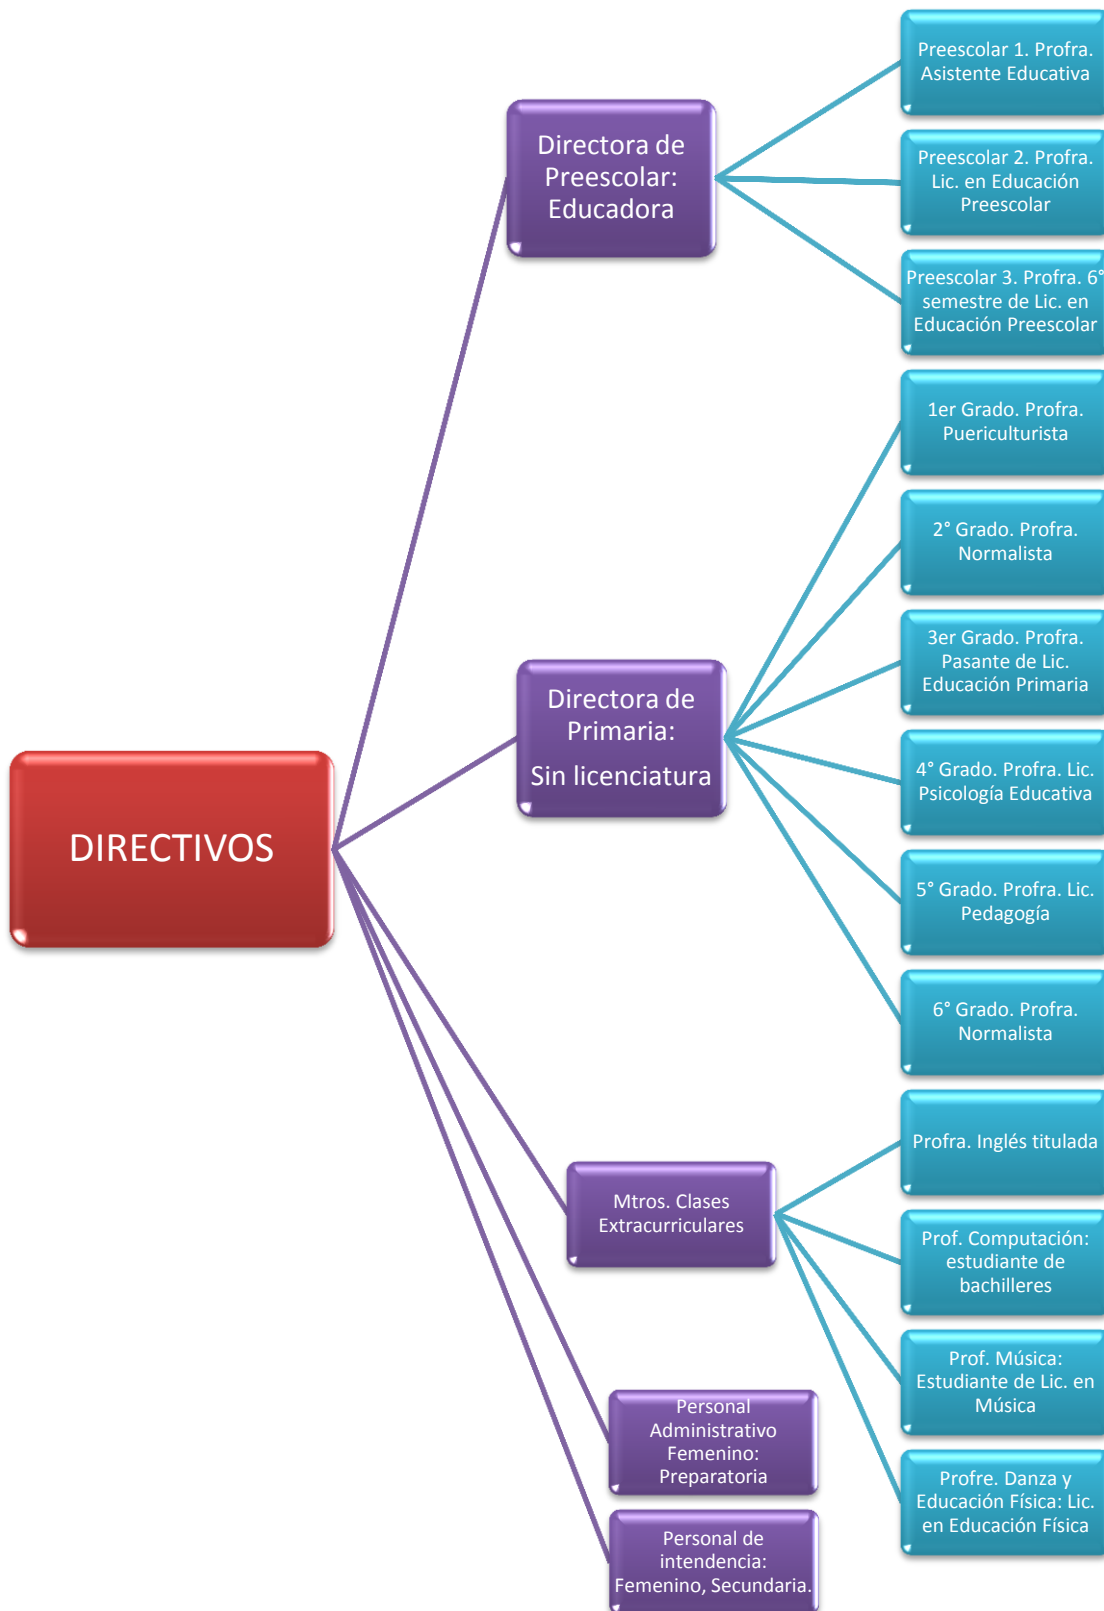 DIRECTIVOS
Directora de
Preescolar:
Educadora
Preescolar 1. Profra.
Asistente Educativa
Preescolar 2. Profra.
Lic. en Educación
Preescolar
Preescolar 3. Profra. 6°
semestre de Lic. en
Educación Preescolar
Directora de
Primaria:
Sin licenciatura
1er Grado. Profra.
Puericulturista
2° Grado. Profra.
Normalista
3er Grado. Profra.
Pasante de Lic.
Educación Primaria
4° Grado. Profra. Lic.
Psicología Educativa
5° Grado. Profra. Lic.
Pedagogía
6° Grado. Profra.
Normalista
Mtros. Clases
Extracurriculares
Profra. Inglés titulada
Prof. Computación:
estudiante de
bachilleres
Prof. Música:
Estudiante de Lic. en
Música
Profre. Danza y
Educación Física: Lic.
en Educación Física
Personal
Administrativo
Femenino:
Preparatoria
Personal de
intendencia:
Femenino, Secundaria.